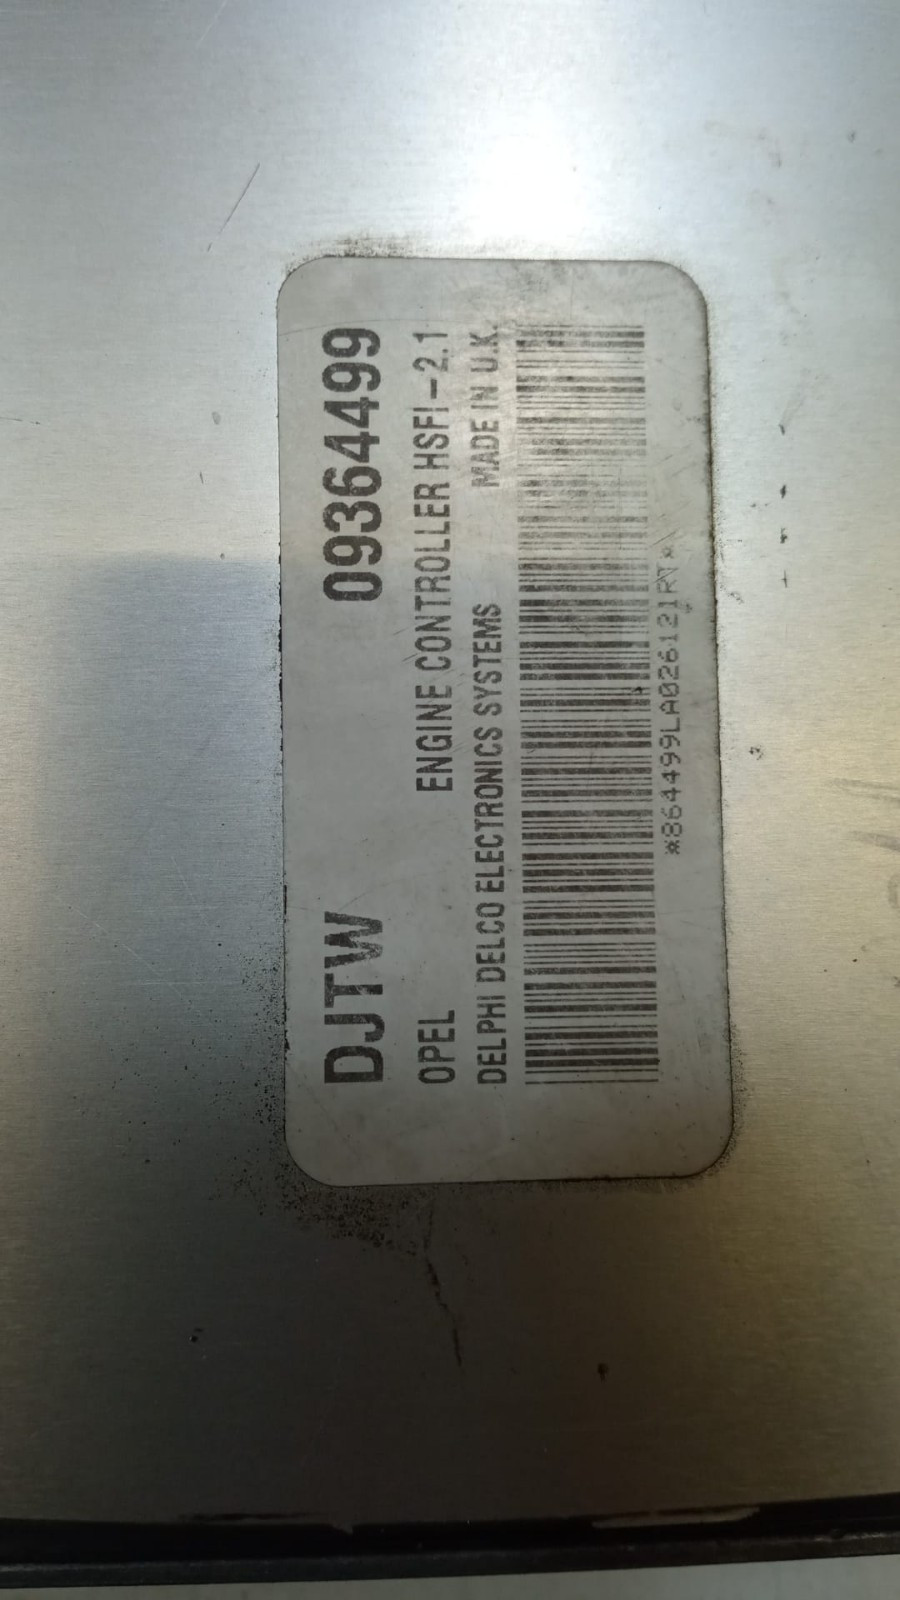 DJTW 09364499
OPEL ENGINE CONTROLLER HSFI-2.1
DELPHI DELCO ELECTRONICS SYSTEMS MADE IN U.K.
*864499LA026121RV*